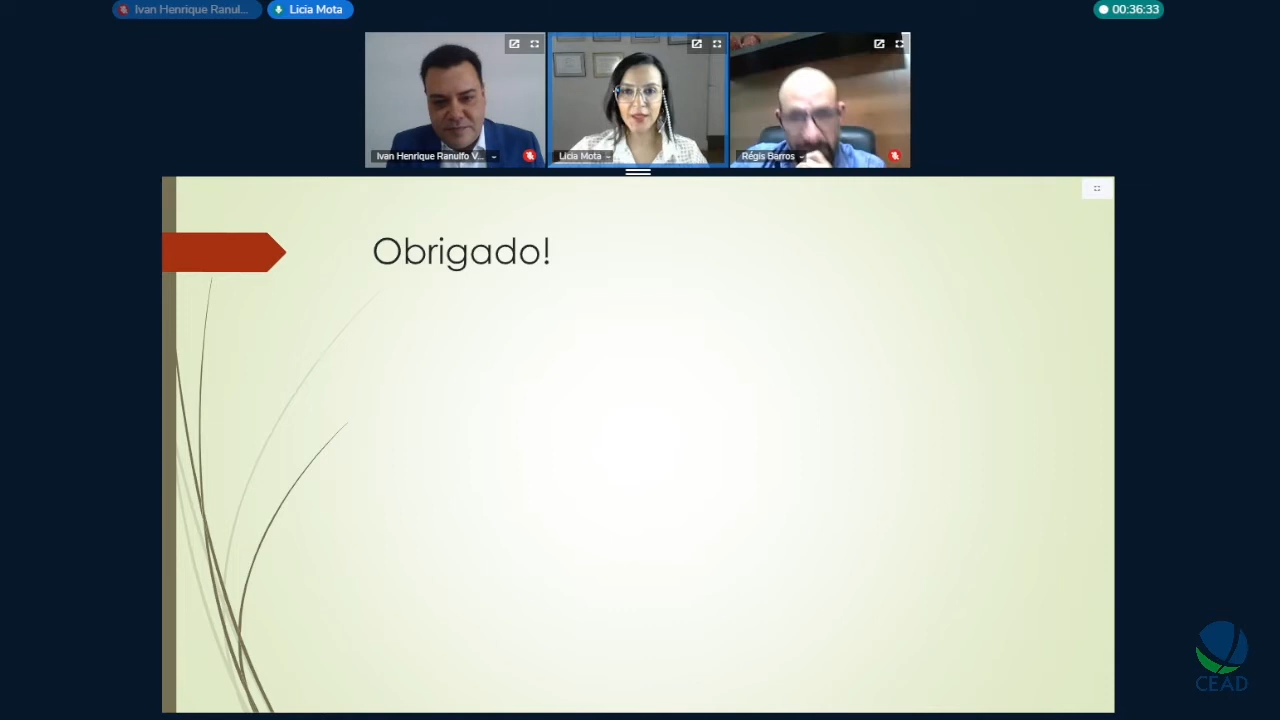 Ivan Henrique Ranul...
Licia Mota
00:36:33
Ivan Henrique Ranulfo V...
Licia Mota
Régis Barros
Obrigado!
CEAD